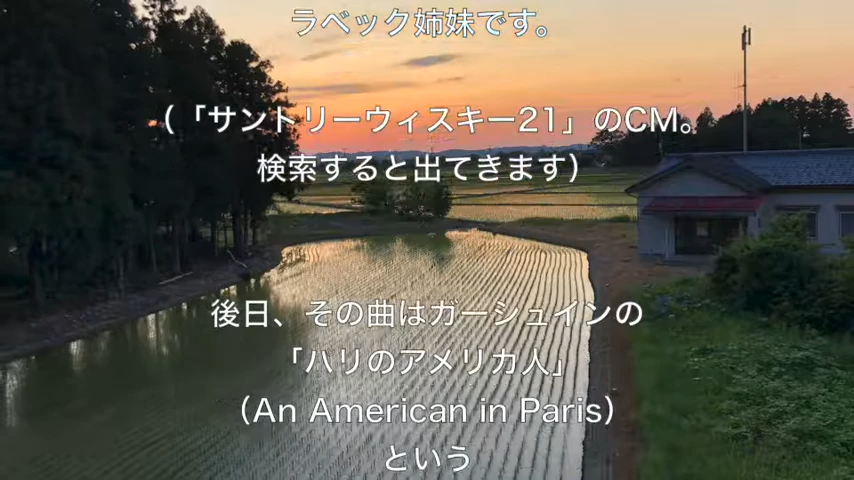 ラベック姉妹です。
（「サントリーウィスキー21」のCM。
検索すると出てきます）
後日、その曲はガーシュインの
「ハリのアメリカ人」
（An American in Paris）
という